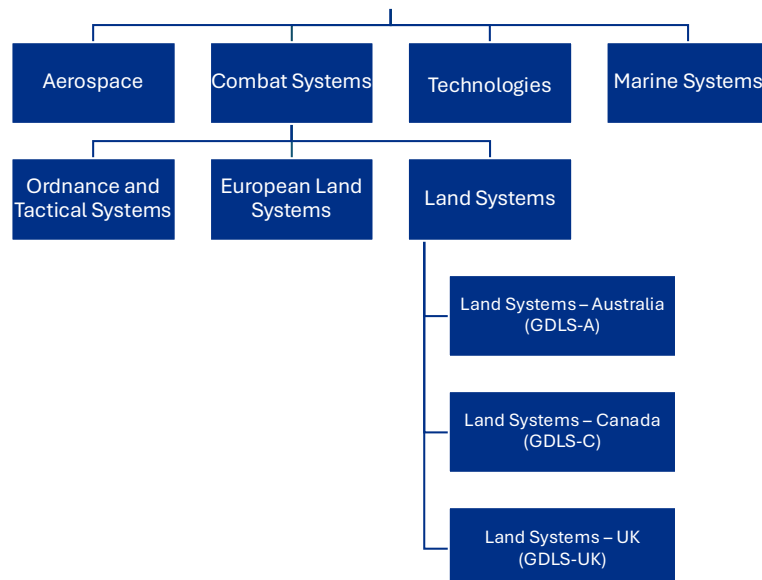 Aerospace
Combat Systems
Technologies
Marine Systems
Ordnance and
Tactical Systems
European Land
Systems
Land Systems
Land Systems – Australia
(GDLS-A)
Land Systems – Canada
(GDLS-C)
Land Systems – UK
(GDLS-UK)